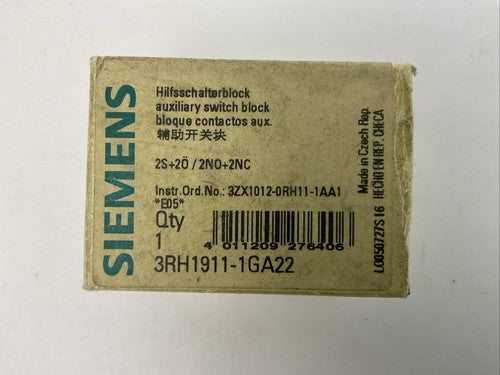 SIEMENS
Hilfsschalterblock
auxiliary switch block
bloque contactos aux.
辅助开关块
2S+2Ö / 2NO+2NC
Instr.Ord.No.: 3ZX1012-0RH11-1AA1
*E05*
Qty
1
4 011209 276406
3RH1911-1GA22
Made in Czech Rep.
HECHO EN REP. CHECA
LO050727S16